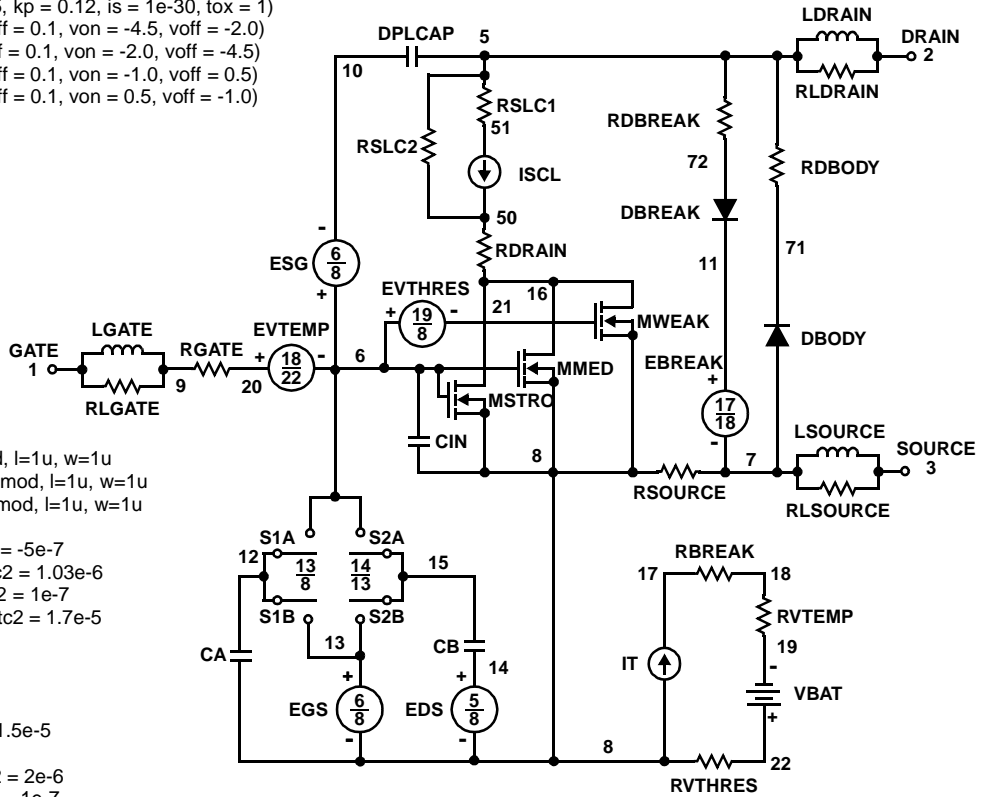 , kp = 0.12, is = 1e-30, tox = 1)
ff = 0.1, von = -4.5, voff = -2.0)
f = 0.1, von = -2.0, voff = -4.5)
ff = 0.1, von = -1.0, voff = 0.5)
ff = 0.1, von = 0.5, voff = -1.0)
LDRAIN
DPLCAP
5
DRAIN
2
10
RLDRAIN
RSLC1
51
RDBREAK
RSLC2
72
ISCL
RDBODY
DBREAK
50
RDRAIN
71
11
ESG
-
6
8
+
EVTHRES
+
19
8
-
16
21
MWEAK
LGATE
EVTEMP
GATE
1
RGATE
+
18
22
-
6
EBREAK
DBODY
MMED
+
9
20
MSTRO
RLGATE
17
18
-
CIN
LSOURCE
8
7
SOURCE
3
RSOURCE
RLSOURCE
d, l=1u, w=1u
mod, l=1u, w=1u
mod, l=1u, w=1u
= -5e-7
c2 = 1.03e-6
2 = 1e-7
tc2 = 1.7e-5
S1A
S2A
12
13
8
14
13
15
RBREAK
17
18
S1B
S2B
RVTEMP
13
CB
19
CA
IT
-
+
14
+
VBAT
EGS
6
8
EDS
5
8
+
-
-
8
22
RVTHRES
.5e-5
= 2e-6